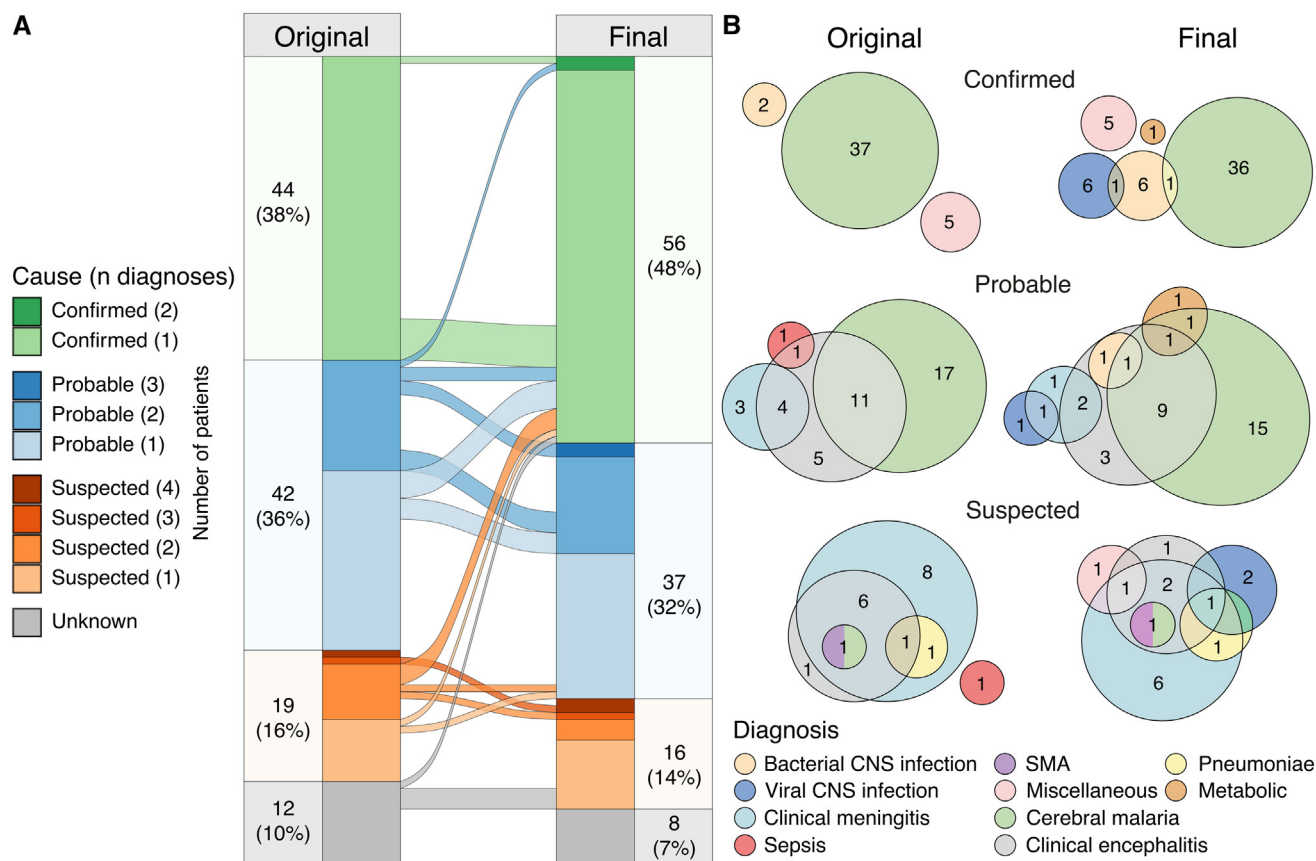 A
Original
Final
44
(38%)
42
(36%)
19
(16%)
12
(10%)
56
(48%)
37
(32%)
16
(14%)
8
(7%)
Number of patients
Cause (n diagnoses)
Confirmed (2)
Confirmed (1)
Probable (3)
Probable (2)
Probable (1)
Suspected (4)
Suspected (3)
Suspected (2)
Suspected (1)
Unknown
B
Original
Final
Confirmed
2
37
5
5
1
6
1
6
1
36
Probable
1
1
3
4
11
17
5
1
1
1
1
1
1
2
1
1
9
15
3
Suspected
8
6
1
1
1
1
1
1
1
1
2
2
1
1
1
6
Diagnosis
Bacterial CNS infection
Viral CNS infection
Clinical meningitis
Sepsis
SMA
Miscellaneous
Cerebral malaria
Clinical encephalitis
Pneumoniae
Metabolic